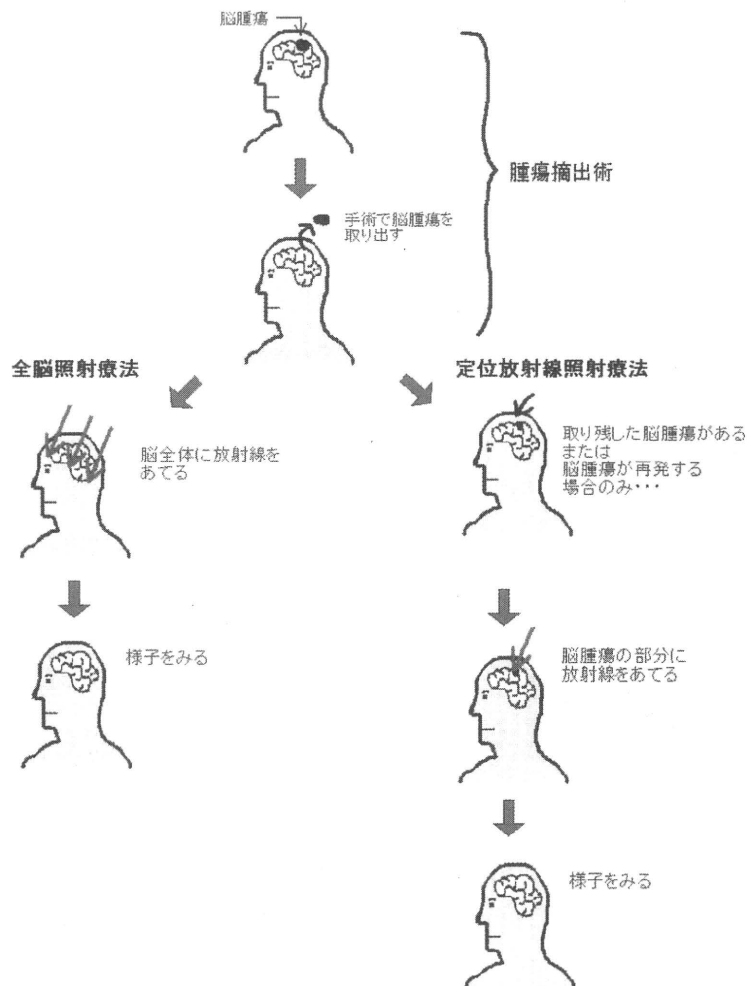 脳腫瘍
腫瘍摘出術
手術で脳腫瘍を
取り出す
全脳照射療法
脳全体に放射線を
あてる
様子をみる
定位放射線照射療法
取り残した脳腫瘍がある
または
脳腫瘍が再発する
場合のみ・・・
脳腫瘍の部分に
放射線をあてる
様子をみる